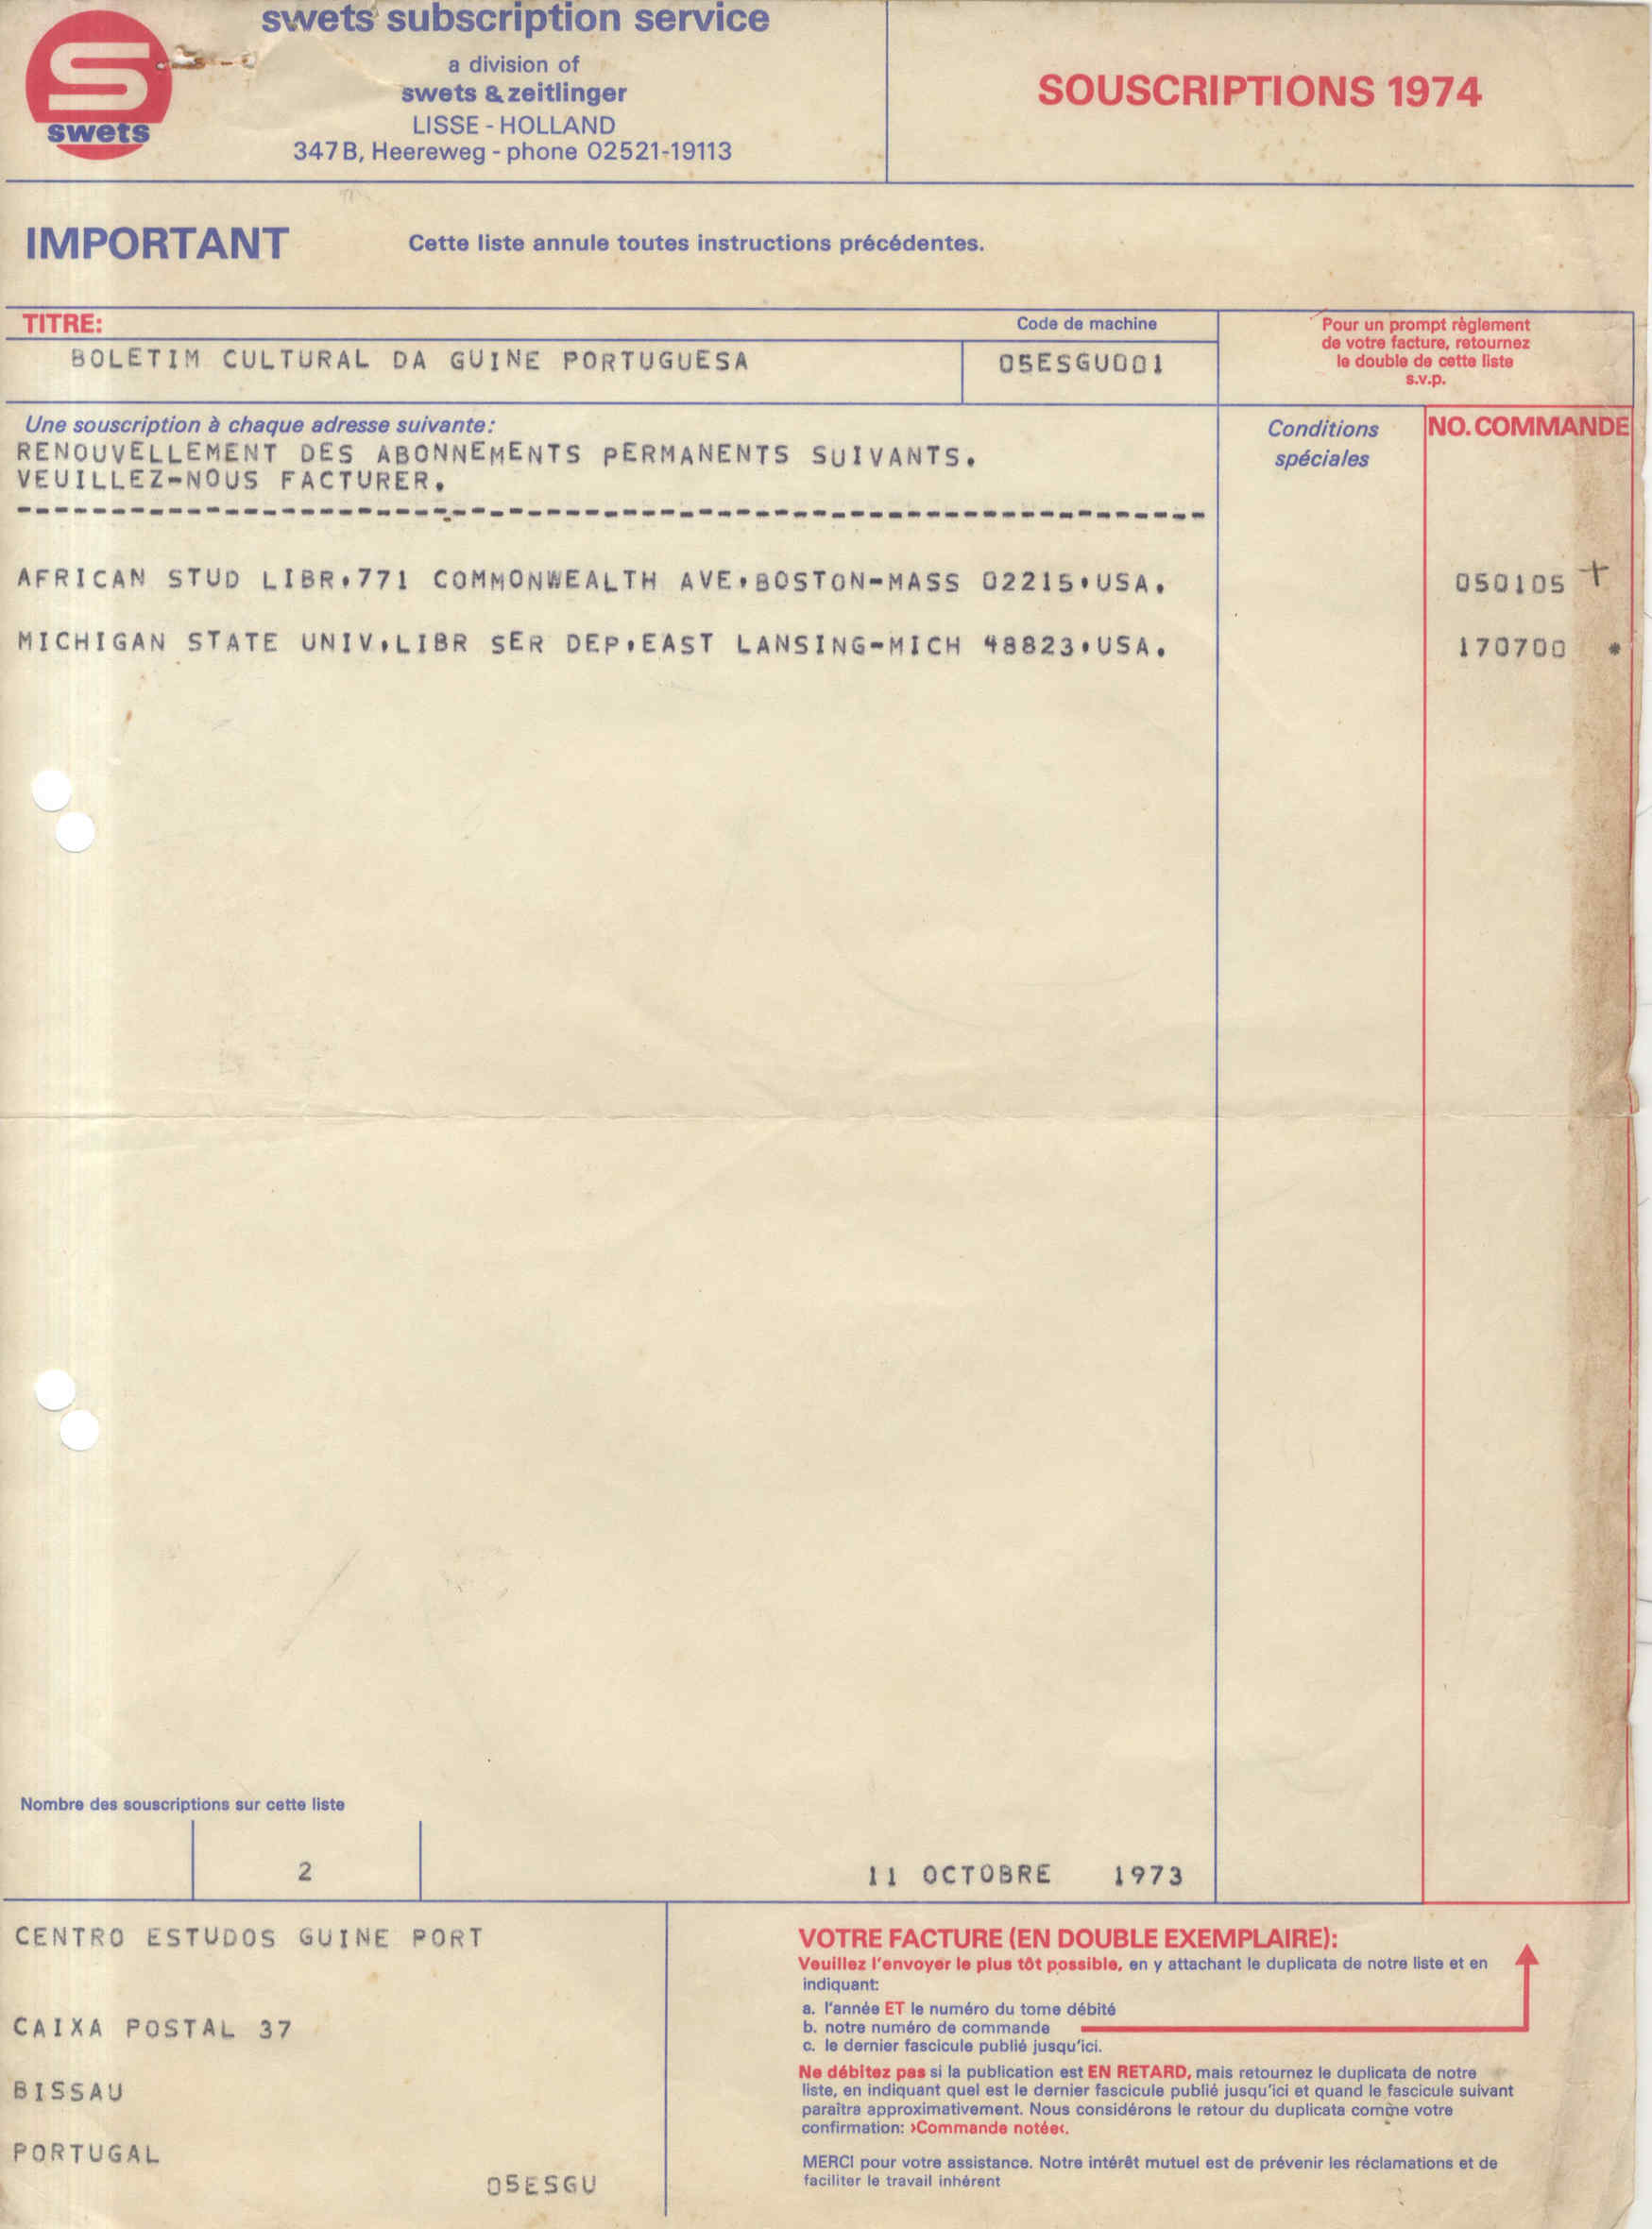 swets subscription service
a division of
swets & zeitlinger
LISSE - HOLLAND
347 B, Heereweg - phone 02521-19113
swets
SOUSCRIPTIONS 1974
IMPORTANT
Cette liste annule toutes instructions précédentes.
TITRE:
Code de machine
Pour un prompt règlement
de votre facture, retournez
le double de cette liste
s.v.p.
BOLETIM CULTURAL DA GUINE PORTUGUESA
05ESGU001
Une souscription à chaque adresse suivante:
Conditions
spéciales
NO. COMMANDE
RENOUVELLEMENT DES ABONNEMENTS PERMANENTS SUIVANTS.
VEUILLEZ-NOUS FACTURER.
AFRICAN STUD LIBR.771 COMMONWEALTH AVE.BOSTON-MASS 02215.USA. 050105 +
MICHIGAN STATE UNIV.LIBR SER DEP.EAST LANSING-MICH 48823.USA. 170700 *
Nombre des souscriptions sur cette liste
2
11 OCTOBRE 1973
CENTRO ESTUDOS GUINE PORT
CAIXA POSTAL 37
BISSAU
PORTUGAL
05ESGU
VOTRE FACTURE (EN DOUBLE EXEMPLAIRE):
Veuillez l'envoyer le plus tôt possible, en y attachant le duplicata de notre liste et en
indiquant:
a. l'année ET le numéro du tome débité
b. notre numéro de commande
c. le dernier fascicule publié jusqu'ici.
Ne débitez pas si la publication est EN RETARD, mais retournez le duplicata de notre
liste, en indiquant quel est le dernier fascicule publié jusqu'ici et quand le fascicule suivant
paraîtra approximativement. Nous considérons le retour du duplicata comme votre
confirmation: ›Commande notée‹.
MERCI pour votre assistance. Notre intérêt mutuel est de prévenir les réclamations et de
faciliter le travail inhérent